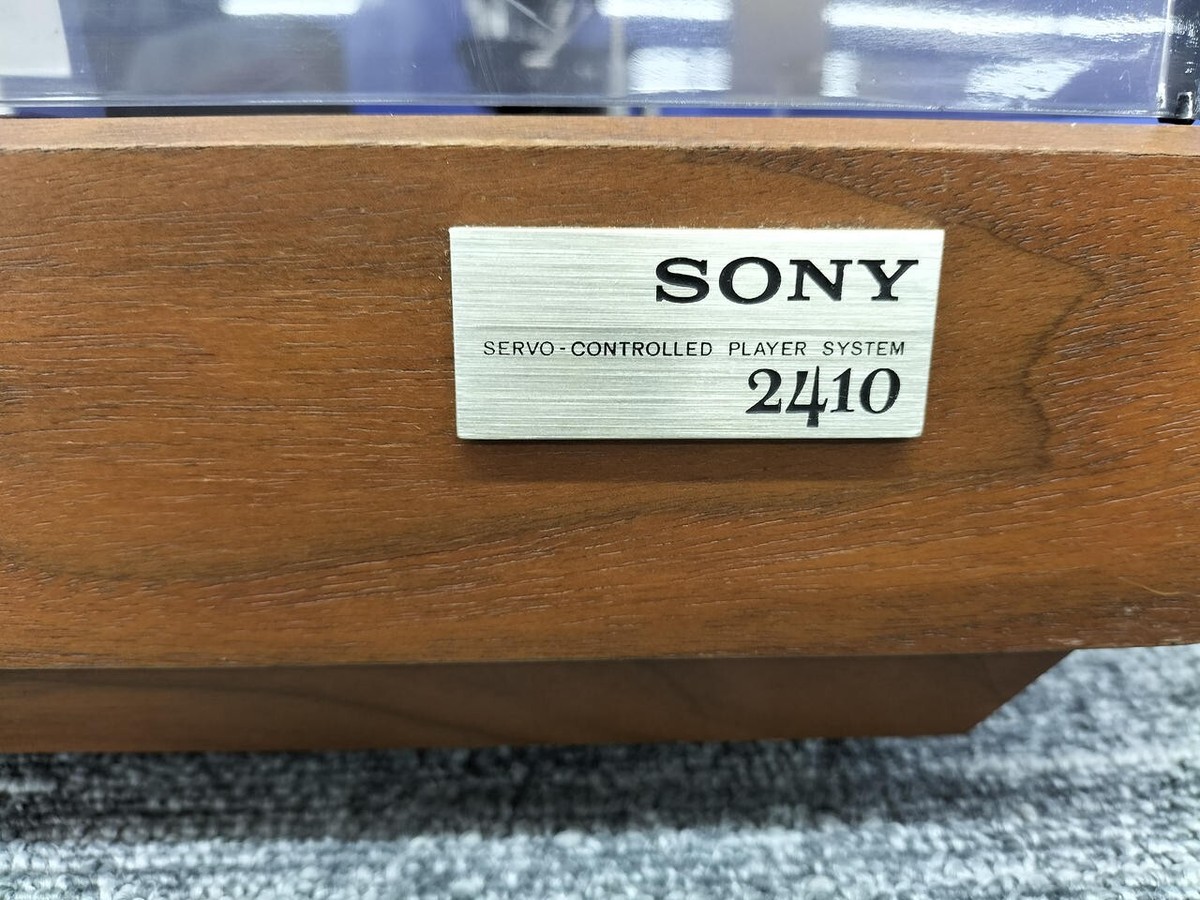 SONY
SERVO-CONTROLLED PLAYER SYSTEM
2410